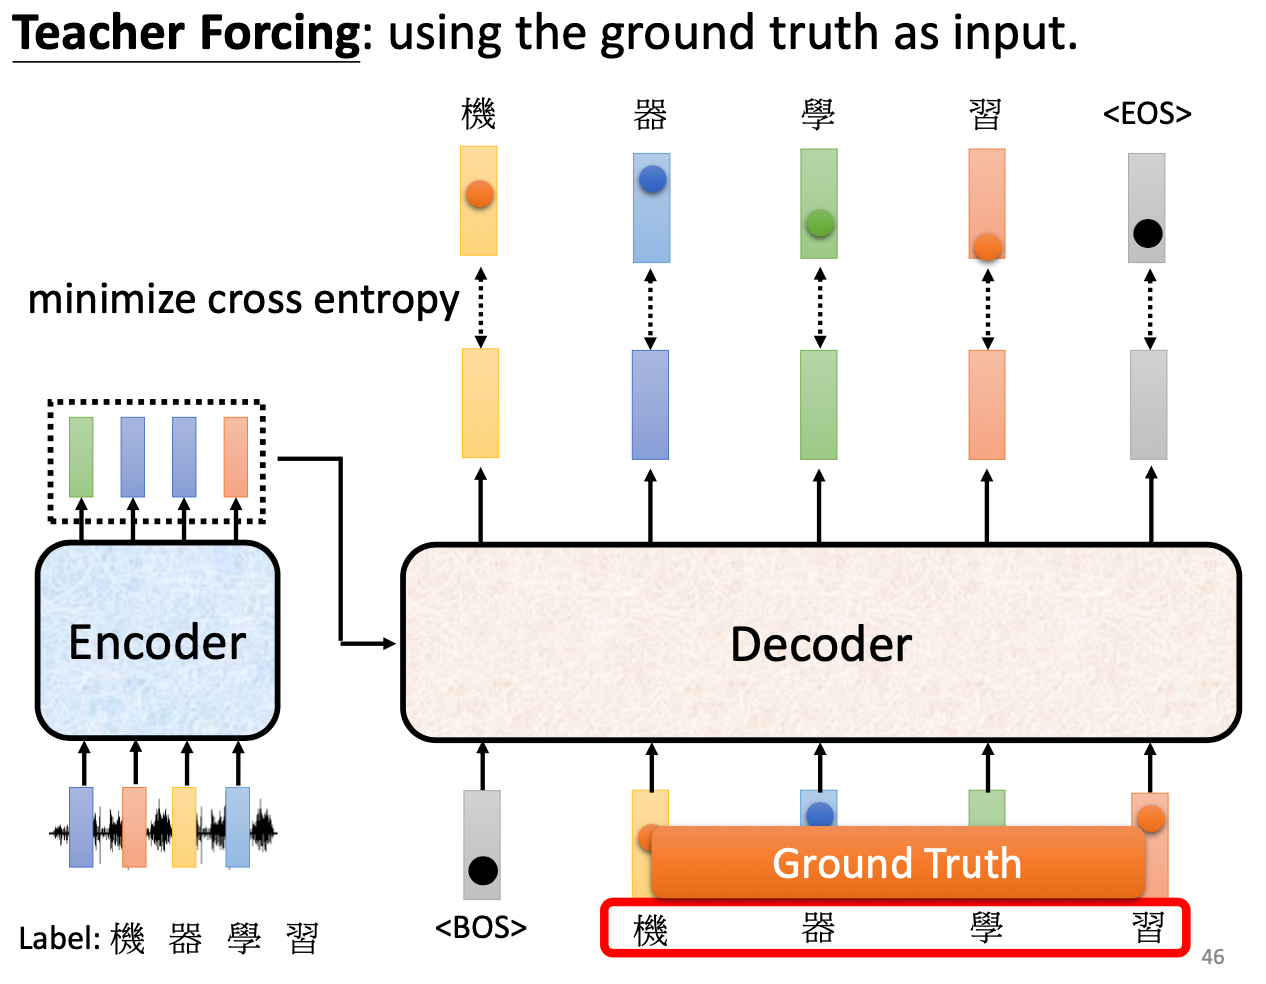 Teacher Forcing: using the ground truth as input.
機 器 學 習 <EOS>
minimize cross entropy
Encoder
Decoder
Ground Truth
<BOS> 機 器 學 習
Label: 機 器 學 習
46